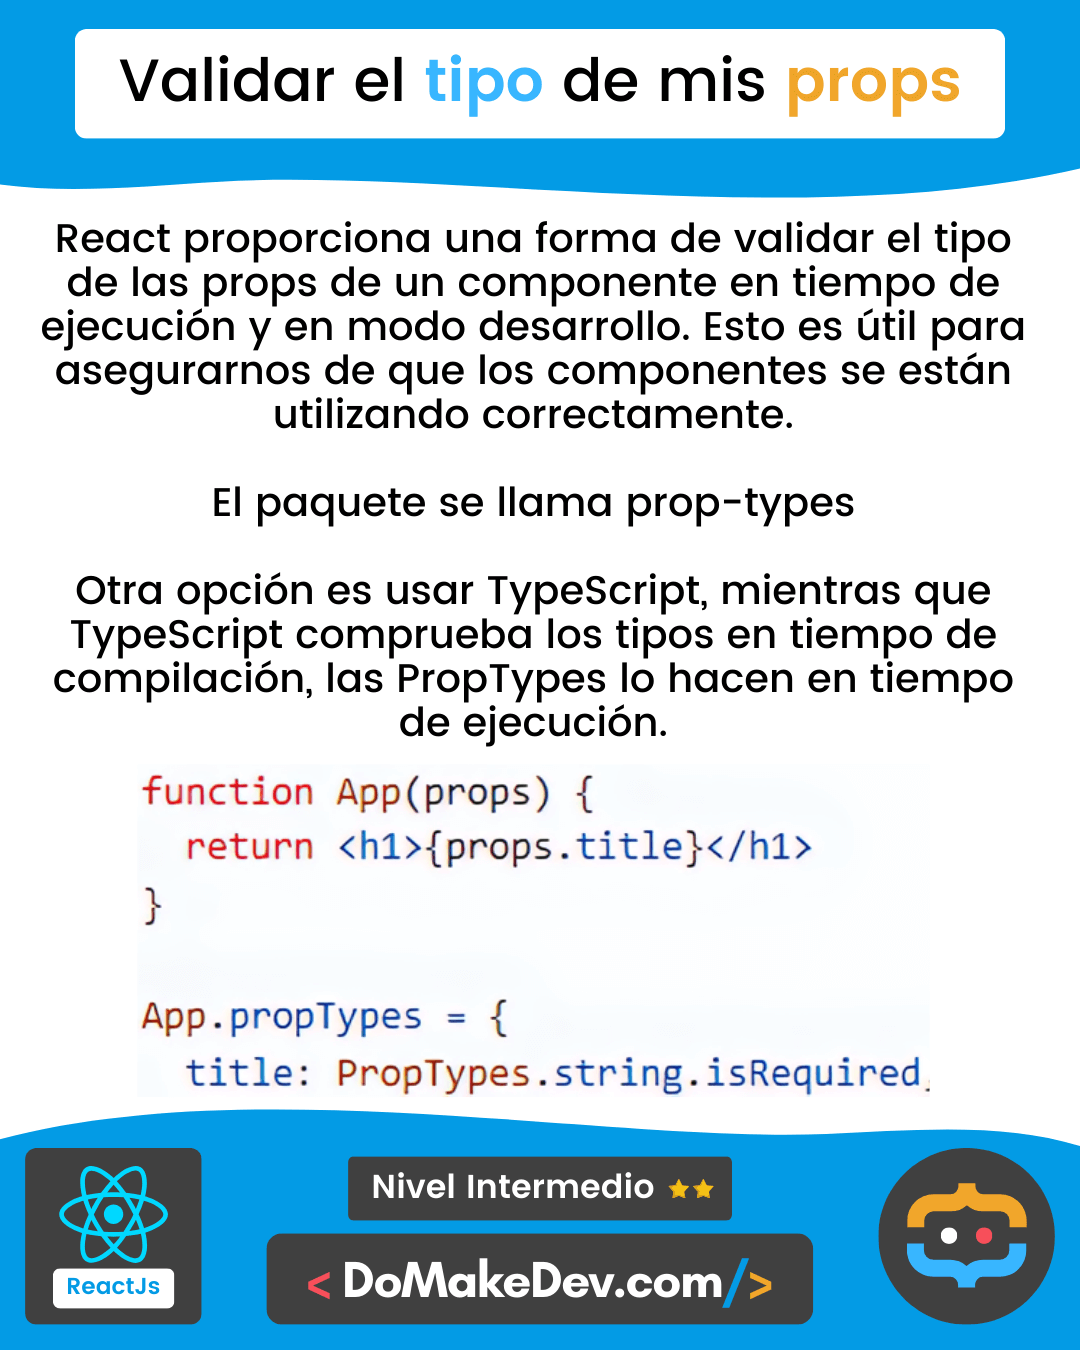 Validar el tipo de mis props
React proporciona una forma de validar el tipo
de las props de un componente en tiempo de
ejecución y en modo desarrollo. Esto es útil para
asegurarnos de que los componentes se están
utilizando correctamente.
El paquete se llama prop-types
Otra opción es usar TypeScript, mientras que
TypeScript comprueba los tipos en tiempo de
compilación, las PropTypes lo hacen en tiempo
de ejecución.
function App(props) {
  return <h1>{props.title}</h1>
}
App.propTypes = {
  title: PropTypes.string.isRequired,
Nivel Intermedio
< DoMakeDev.com/>
ReactJs